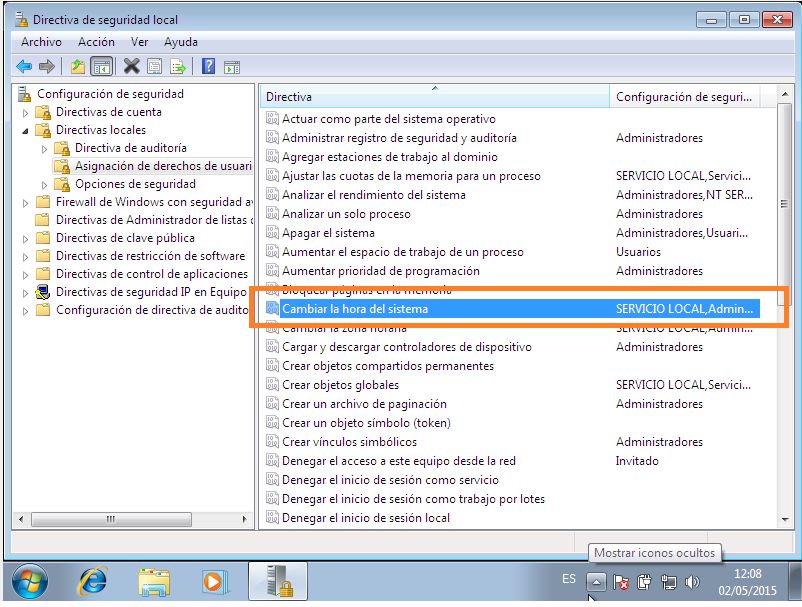 Directiva de seguridad local
Archivo Acción Ver Ayuda
Configuración de seguridad
Directivas de cuenta
Directivas locales
Directiva de auditoría
Asignación de derechos de usuari
Opciones de seguridad
Firewall de Windows con seguridad av
Directivas de Administrador de listas d
Directivas de clave pública
Directivas de restricción de software
Directivas de control de aplicaciones
Directivas de seguridad IP en Equipo
Configuración de directiva de audito
Directiva Configuración de seguri...
Actuar como parte del sistema operativo
Administrar registro de seguridad y auditoría Administradores
Agregar estaciones de trabajo al dominio
Ajustar las cuotas de la memoria para un proceso SERVICIO LOCAL,Servici...
Analizar el rendimiento del sistema Administradores,NT SER...
Analizar un solo proceso Administradores
Apagar el sistema Administradores,Usuari...
Aumentar el espacio de trabajo de un proceso Usuarios
Aumentar prioridad de programación Administradores
Bloquear páginas en la memoria
Cambiar la hora del sistema SERVICIO LOCAL,Admin...
Cambiar la zona horaria SERVICIO LOCAL,Admin...
Cargar y descargar controladores de dispositivo Administradores
Crear objetos compartidos permanentes
Crear objetos globales SERVICIO LOCAL,Servici...
Crear un archivo de paginación Administradores
Crear un objeto símbolo (token)
Crear vínculos simbólicos Administradores
Denegar el acceso a este equipo desde la red Invitado
Denegar el inicio de sesión como servicio
Denegar el inicio de sesión como trabajo por lotes
Denegar el inicio de sesión local
Mostrar iconos ocultos
ES
12:08
02/05/2015